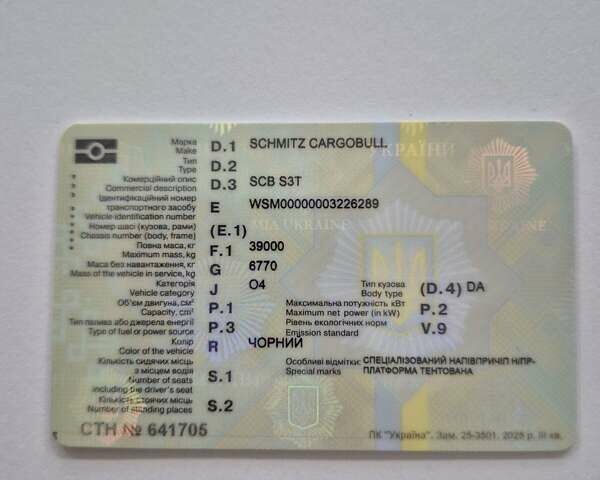 Марка D.1 SCHMITZ CARGOBULL
Make
Тип D.2
Type
Комерційний опис D.3 SCB S3T
Commercial description
Ідентифікаційний номер
транспортного засобу E WSM00000003226289
Vehicle identification number
Номер шасі (кузова, рами) (E.1)
Chassis number (body, frame)
Повна маса, кг F.1 39000
Maximum mass, kg
Маса без навантаження, кг G 6770
Mass of the vehicle in service, kg
Категорія J O4 Тип кузова (D.4) DA
Vehicle category Body type
Об'єм двигуна, см³ P.1 Максимальна потужність кВт P.2
Capacity, cm³ Maximum net power (in kW)
Тип палива або джерела енергії P.3 Рівень екологічних норм V.9
Type of fuel or power source Emission standard
Колір R ЧОРНИЙ
Color of the vehicle
Кількість сидячих місць
з місцем водія S.1 Особливі відмітки: СПЕЦІАЛІЗОВАНИЙ НАПІВПРИЧІП Н/ПР-
Number of seats Special marks ПЛАТФОРМА ТЕНТОВАНА
including the driver's seat
Кількість стоячих місць S.2
Number of standing places
СТН № 641705
ПК "Україна". Зам. 25-3501. 2025 р. III кв.
УКРАЇНИ
UKRAINE